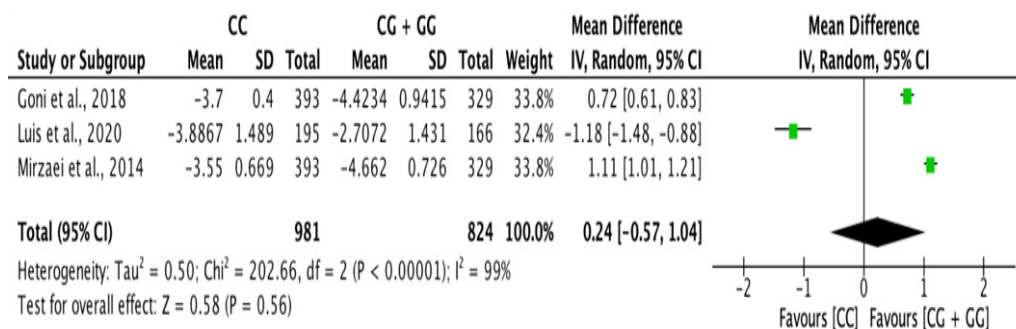 CC CG + GG Mean Difference Mean Difference
Study or Subgroup Mean SD Total Mean SD Total Weight IV, Random, 95% CI IV, Random, 95% CI
Goni et al., 2018 -3.7 0.4 393 -4.4234 0.9415 329 33.8% 0.72 [0.61, 0.83]
Luis et al., 2020 -3.8867 1.489 195 -2.7072 1.431 166 32.4% -1.18 [-1.48, -0.88]
Mirzaei et al., 2014 -3.55 0.669 393 -4.662 0.726 329 33.8% 1.11 [1.01, 1.21]
Total (95% CI) 981 824 100.0% 0.24 [-0.57, 1.04]
Heterogeneity: Tau² = 0.50; Chi² = 202.66, df = 2 (P < 0.00001); I² = 99%
Test for overall effect: Z = 0.58 (P = 0.56)
-2 -1 0 1 2
Favours [CC] Favours [CG + GG]